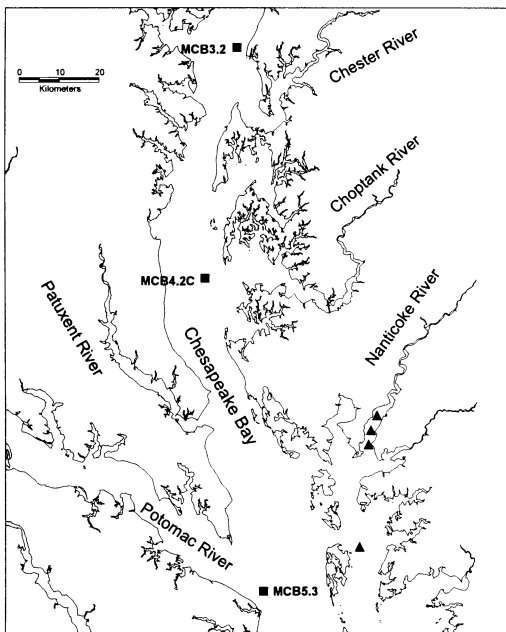 MCB3.2
Chester River
0 10 20
Kilometers
Choptank River
MCB4.2C
Nanticoke River
Patuxent River
Chesapeake Bay
Potomac River
MCB5.3